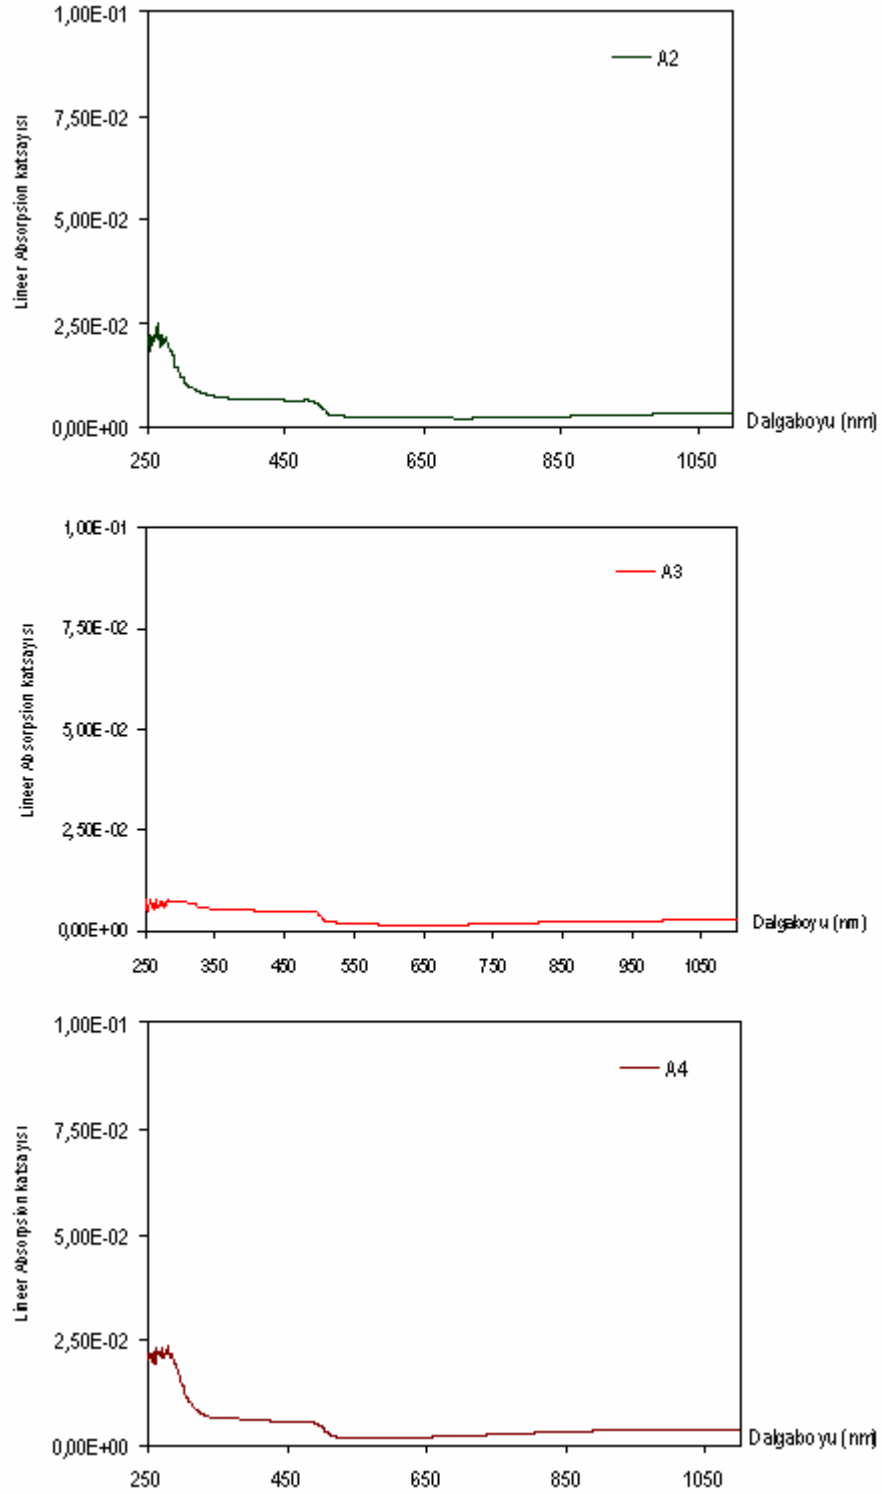 1,00E-01
A2
7,50E-02
5,00E-02
2,50E-02
0,00E+00
Lineer Absorpsion katsayısı
Dalgaboyu (nm)
250 450 650 850 1050
1,00E-01
A3
7,50E-02
5,00E-02
2,50E-02
0,00E+00
Lineer Absorpsion katsayısı
Dalgaboyu (nm)
250 350 450 550 650 750 850 950 1050
1,00E-01
A4
7,50E-02
5,00E-02
2,50E-02
0,00E+00
Lineer Absorpsion katsayısı
Dalgaboyu (nm)
250 450 650 850 1050